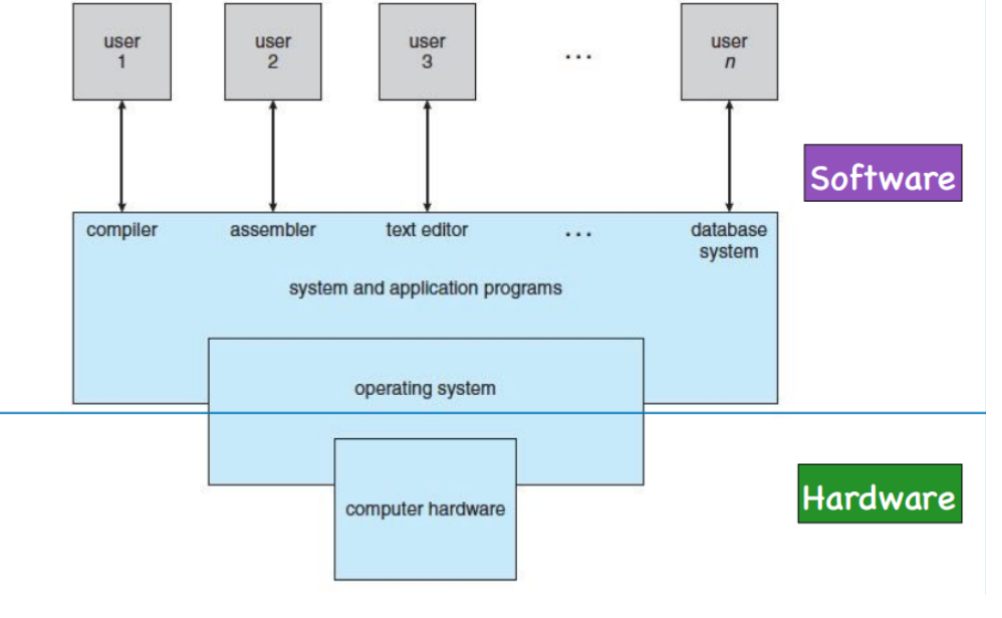 user
1
user
2
user
3
...
user
n
Software
compiler
assembler
text editor
...
database
system
system and application programs
operating system
Hardware
computer hardware